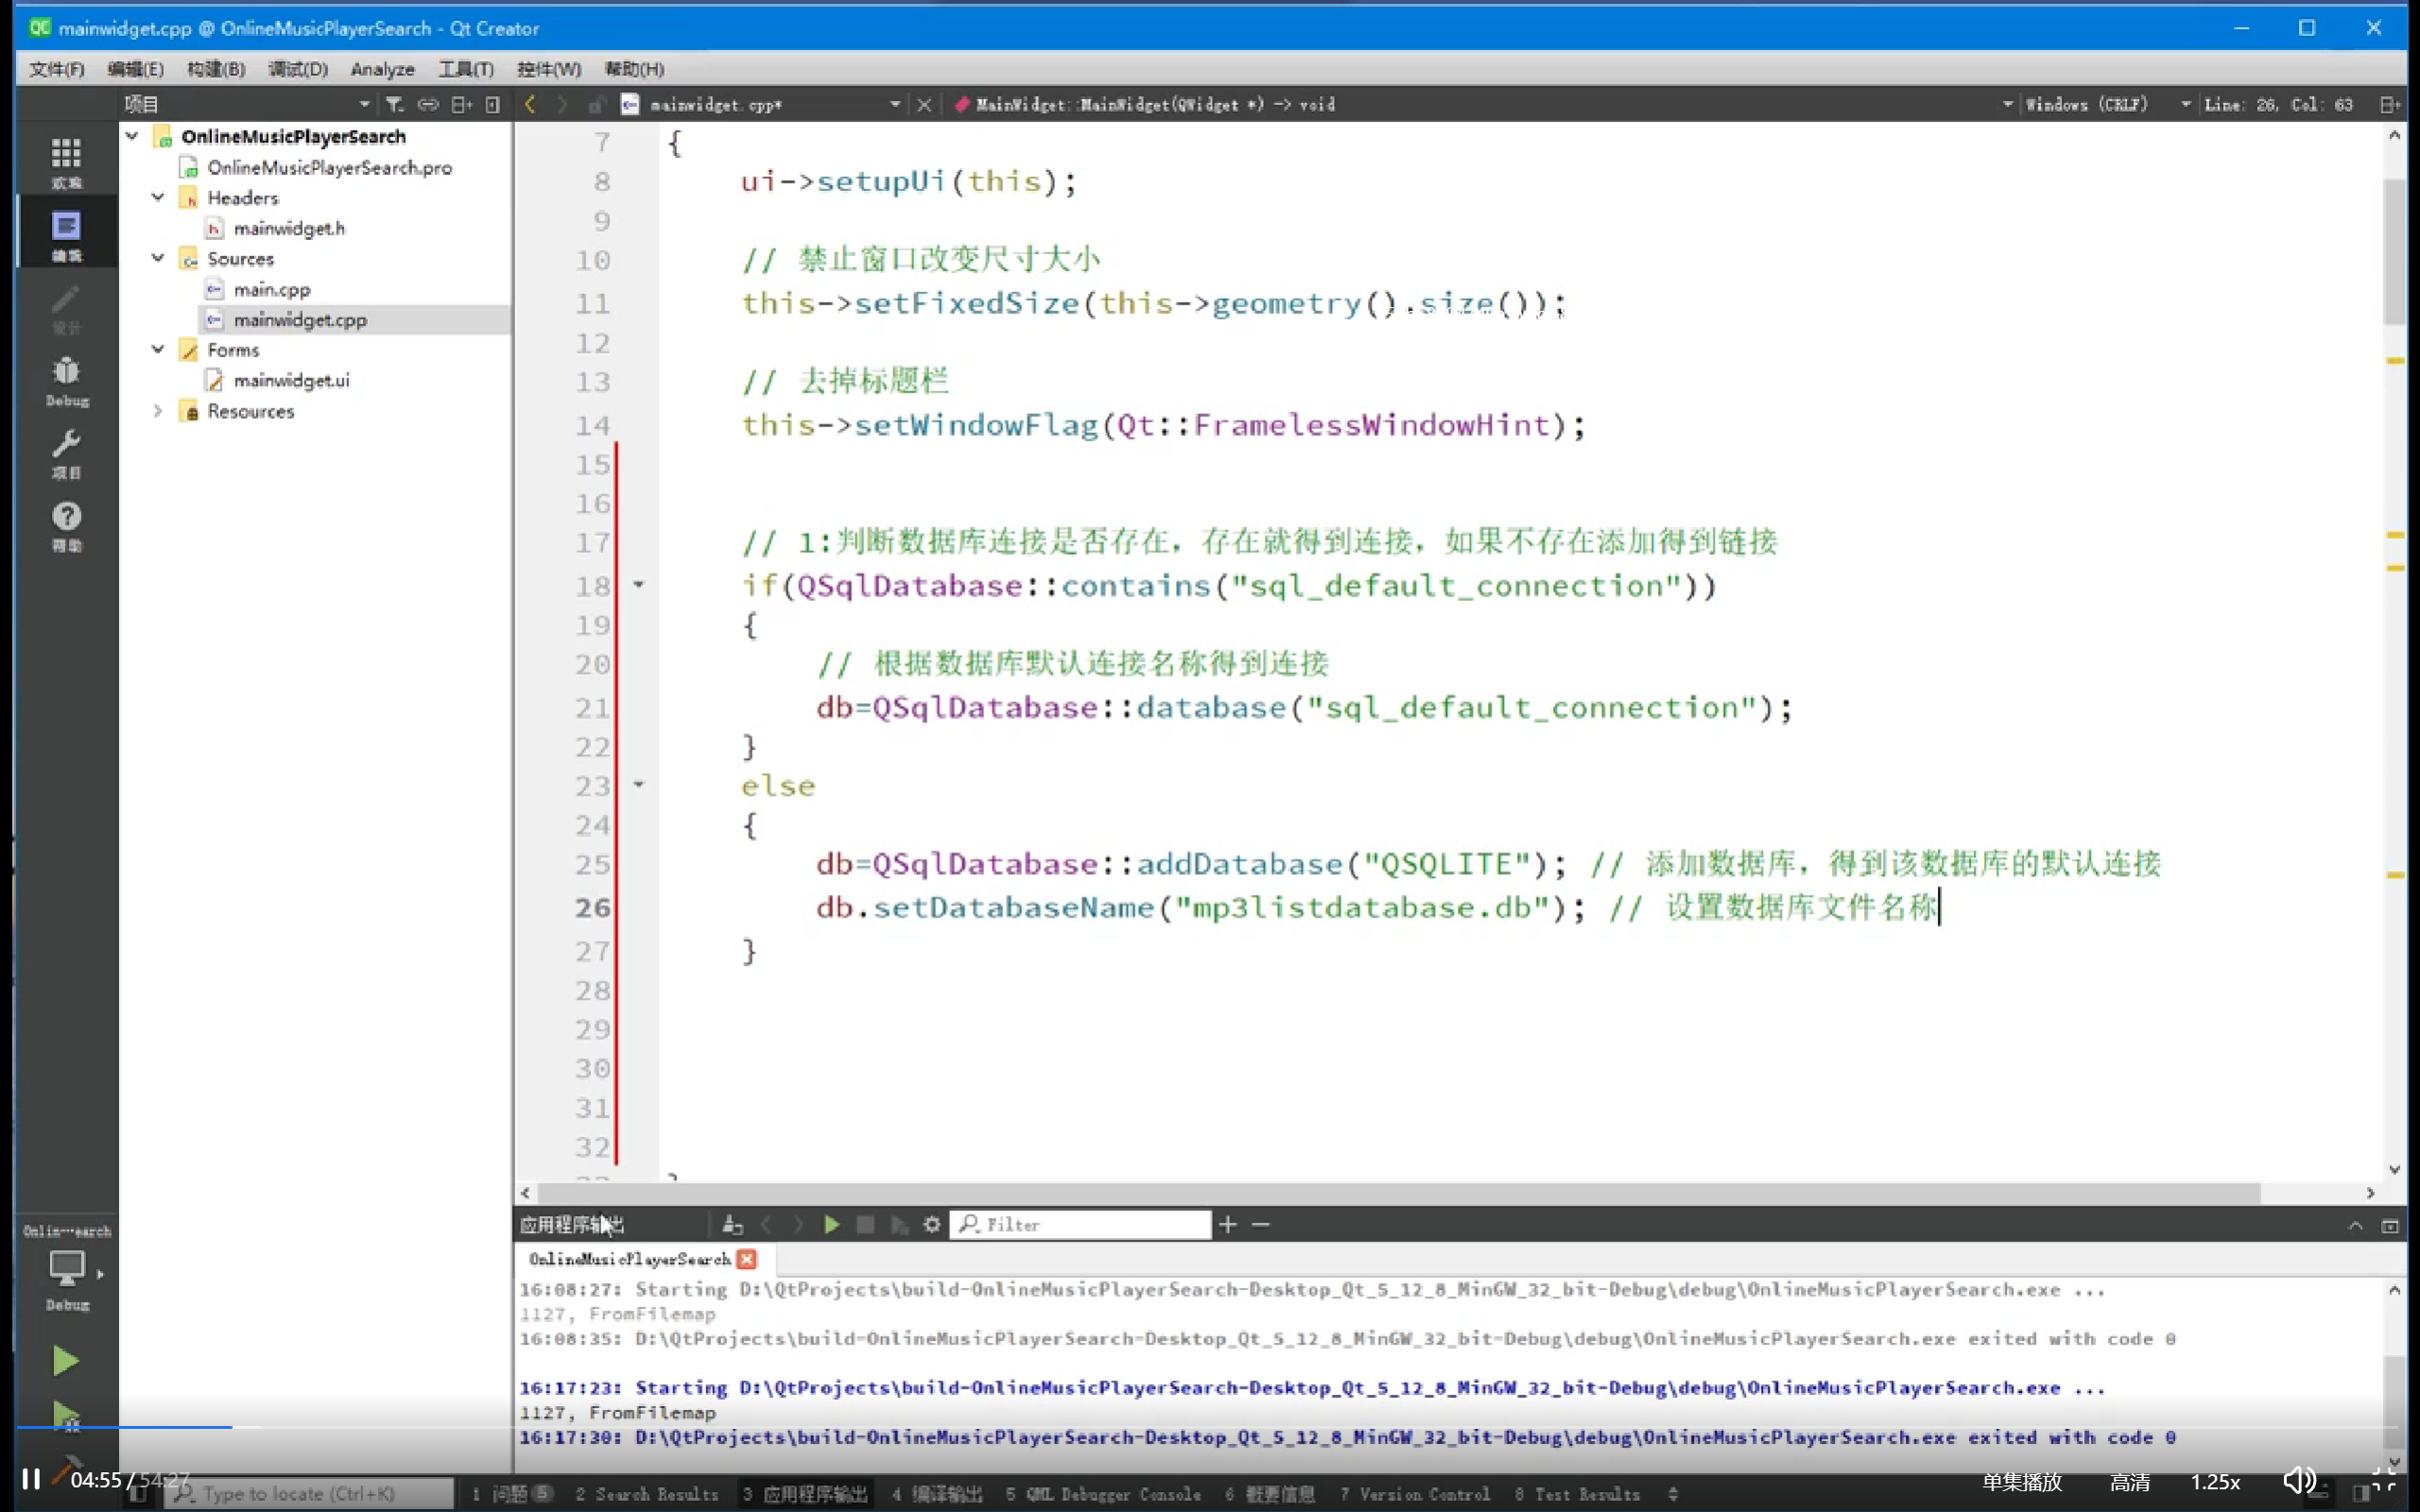 mainwidget.cpp @ OnlineMusicPlayerSearch - Qt Creator
文件(F) 编辑(E) 构建(B) 调试(D) Analyze 工具(T) 控件(W) 帮助(H)
项目
mainwidget.cpp*
MainWidget::MainWidget(QWidget *) -> void
Windows (CRLF)
Line: 26, Col: 63
欢迎
编辑
设计
Debug
项目
帮助
OnlineMusicPlayerSearch
OnlineMusicPlayerSearch.pro
Headers
mainwidget.h
Sources
main.cpp
mainwidget.cpp
Forms
mainwidget.ui
Resources
7 {
8 ui->setupUi(this);
9
10 // 禁止窗口改变尺寸大小
11 this->setFixedSize(this->geometry().size());
12
13 // 去掉标题栏
14 this->setWindowFlag(Qt::FramelessWindowHint);
15
16
17 // 1:判断数据库连接是否存在，存在就得到连接，如果不存在添加得到链接
18 if(QSqlDatabase::contains("sql_default_connection"))
19 {
20 // 根据数据库默认连接名称得到连接
21 db=QSqlDatabase::database("sql_default_connection");
22 }
23 else
24 {
25 db=QSqlDatabase::addDatabase("QSQLITE"); // 添加数据库，得到该数据库的默认连接
26 db.setDatabaseName("mp3listdatabase.db"); // 设置数据库文件名称
27 }
28
29
30
31
32
Onlin···earch
Debug
应用程序输出
Filter
OnlineMusicPlayerSearch
16:08:27: Starting D:\QtProjects\build-OnlineMusicPlayerSearch-Desktop_Qt_5_12_8_MinGW_32_bit-Debug\debug\OnlineMusicPlayerSearch.exe ...
1127, FromFilemap
16:08:35: D:\QtProjects\build-OnlineMusicPlayerSearch-Desktop_Qt_5_12_8_MinGW_32_bit-Debug\debug\OnlineMusicPlayerSearch.exe exited with code 0
16:17:23: Starting D:\QtProjects\build-OnlineMusicPlayerSearch-Desktop_Qt_5_12_8_MinGW_32_bit-Debug\debug\OnlineMusicPlayerSearch.exe ...
1127, FromFilemap
16:17:30: D:\QtProjects\build-OnlineMusicPlayerSearch-Desktop_Qt_5_12_8_MinGW_32_bit-Debug\debug\OnlineMusicPlayerSearch.exe exited with code 0
04:55 / 54:27
单集播放 高清 1.25x
Type to locate (Ctrl+K)
1 问题 5 2 Search Results 3 应用程序输出 4 编译输出 5 QML Debugger Console 6 概要信息 7 Version Control 8 Test Results